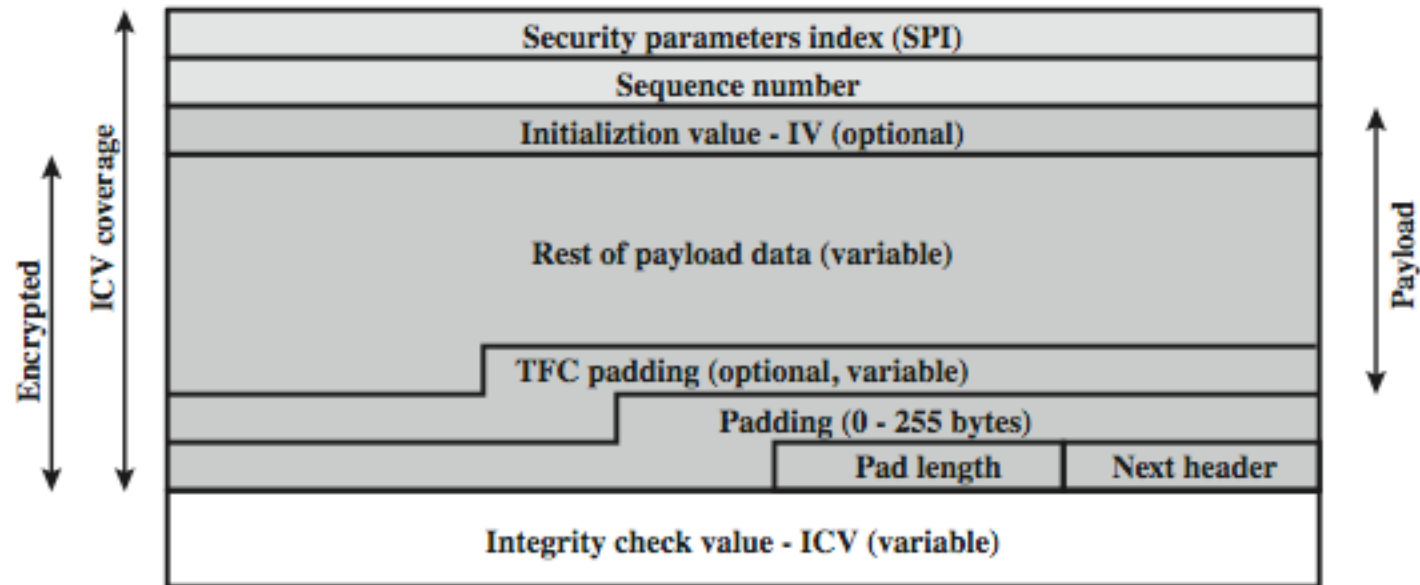 Security parameters index (SPI)
Sequence number
Initializtion value - IV (optional)
Rest of payload data (variable)
TFC padding (optional, variable)
Padding (0 - 255 bytes)
Pad length
Next header
Integrity check value - ICV (variable)
Encrypted
ICV coverage
Payload